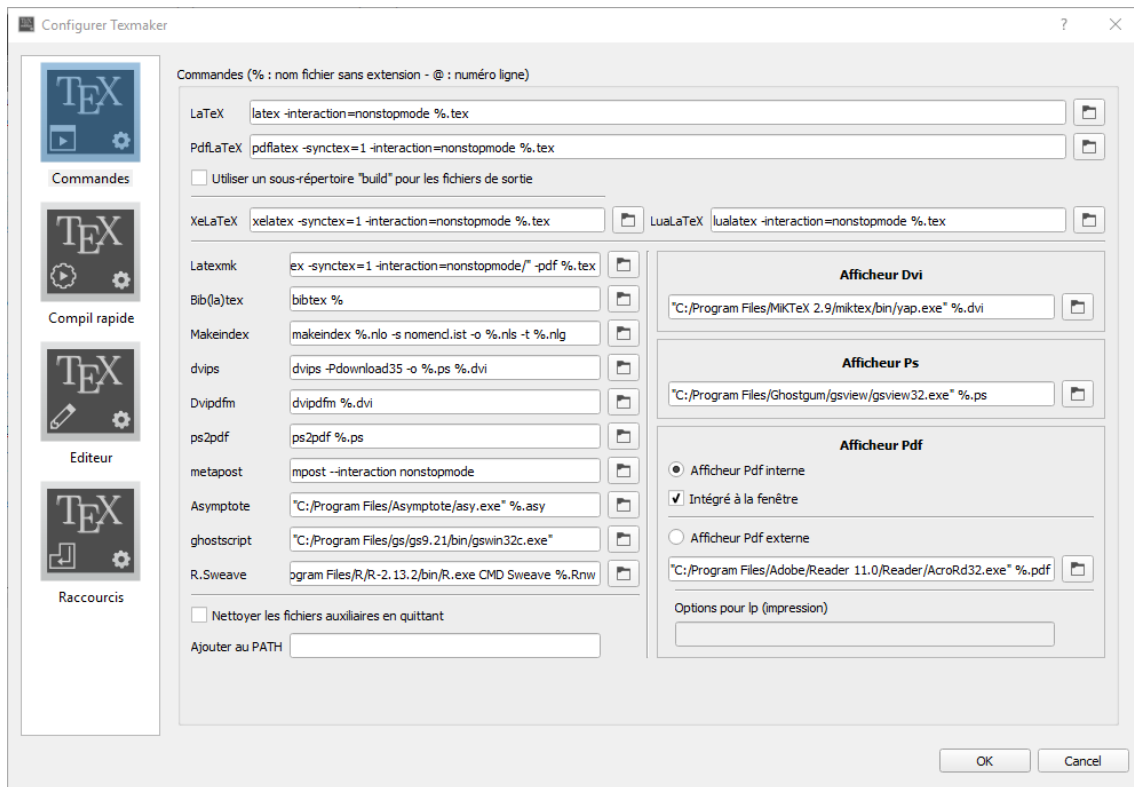 Configurer Texmaker
?
TEX
Commandes
TEX
Compil rapide
TEX
Editeur
TEX
Raccourcis
Commandes (% : nom fichier sans extension - @ : numéro ligne)
LaTeX latex -interaction=nonstopmode %.tex
PdfLaTeX pdflatex -synctex=1 -interaction=nonstopmode %.tex
Utiliser un sous-répertoire "build" pour les fichiers de sortie
XeLaTeX xelatex -synctex=1 -interaction=nonstopmode %.tex LuaLaTeX lualatex -interaction=nonstopmode %.tex
Latexmk ex -synctex=1 -interaction=nonstopmode/" -pdf %.tex
Bib(la)tex bibtex %
Makeindex makeindex %.nlo -s nomencl.ist -o %.nls -t %.nlg
dvips dvips -Pdownload35 -o %.ps %.dvi
Dvipdfm dvipdfm %.dvi
ps2pdf ps2pdf %.ps
metapost mpost --interaction nonstopmode
Asymptote "C:/Program Files/Asymptote/asy.exe" %.asy
ghostscript "C:/Program Files/gs/gs9.21/bin/gswin32c.exe"
R.Sweave ogram Files/R/R-2.13.2/bin/R.exe CMD Sweave %.Rnw
Nettoyer les fichiers auxiliaires en quittant
Ajouter au PATH
Afficheur Dvi
"C:/Program Files/MiKTeX 2.9/miktex/bin/yap.exe" %.dvi
Afficheur Ps
"C:/Program Files/Ghostgum/gsview/gsview32.exe" %.ps
Afficheur Pdf
Afficheur Pdf interne
Intégré à la fenêtre
Afficheur Pdf externe
"C:/Program Files/Adobe/Reader 11.0/Reader/AcroRd32.exe" %.pdf
Options pour lp (impression)
OK
Cancel